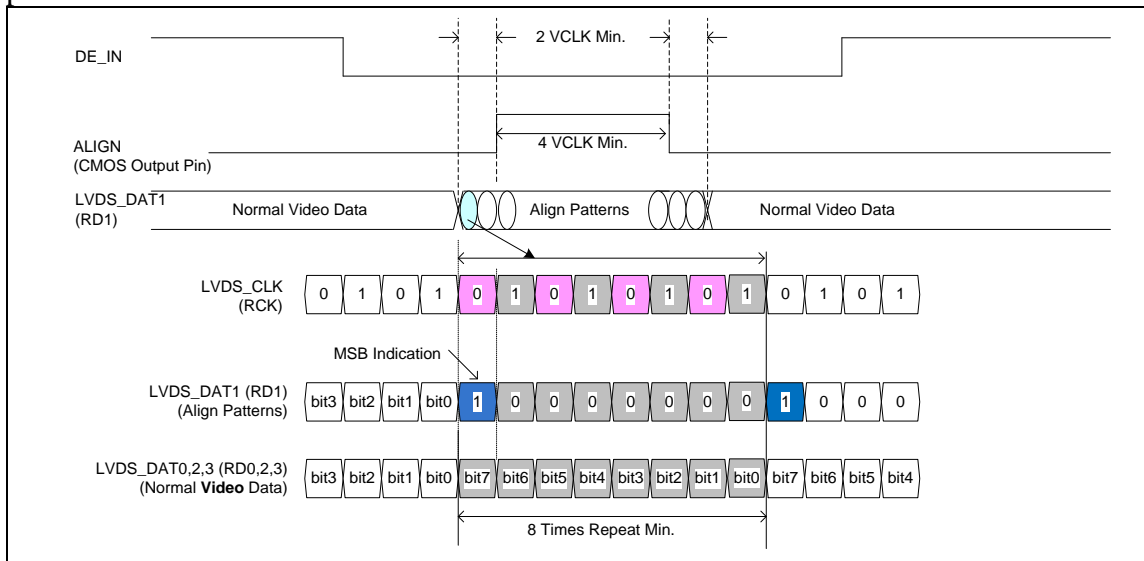 2 VCLK Min.
DE_IN
4 VCLK Min.
ALIGN
(CMOS Output Pin)
LVDS_DAT1
(RD1)
Normal Video Data
Align Patterns
Normal Video Data
LVDS_CLK
(RCK)
0 1 0 1 0 1 0 1 0 1 0 1 0 1 0 1
MSB Indication
LVDS_DAT1 (RD1)
(Align Patterns)
bit3 bit2 bit1 bit0 1 0 0 0 0 0 0 0 1 0 0 0
LVDS_DAT0,2,3 (RD0,2,3)
(Normal Video Data)
bit3 bit2 bit1 bit0 bit7 bit6 bit5 bit4 bit3 bit2 bit1 bit0 bit7 bit6 bit5 bit4
8 Times Repeat Min.